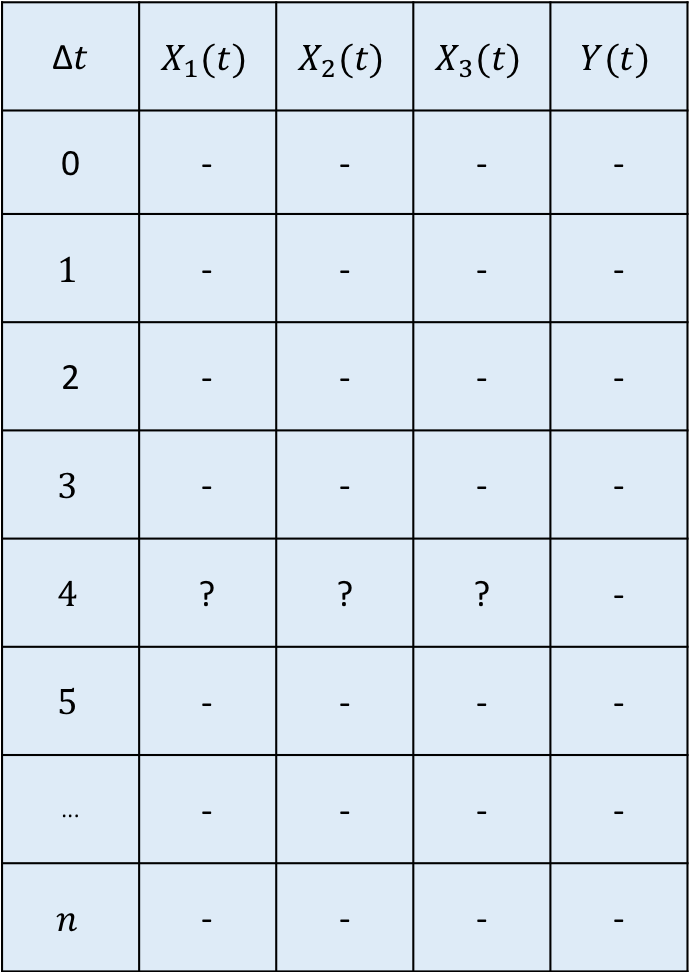 Δt X₁(t) X₂(t) X₃(t) Y(t)
0 - - - -
1 - - - -
2 - - - -
3 - - - -
4 ? ? ? -
5 - - - -
... - - - -
n - - - -